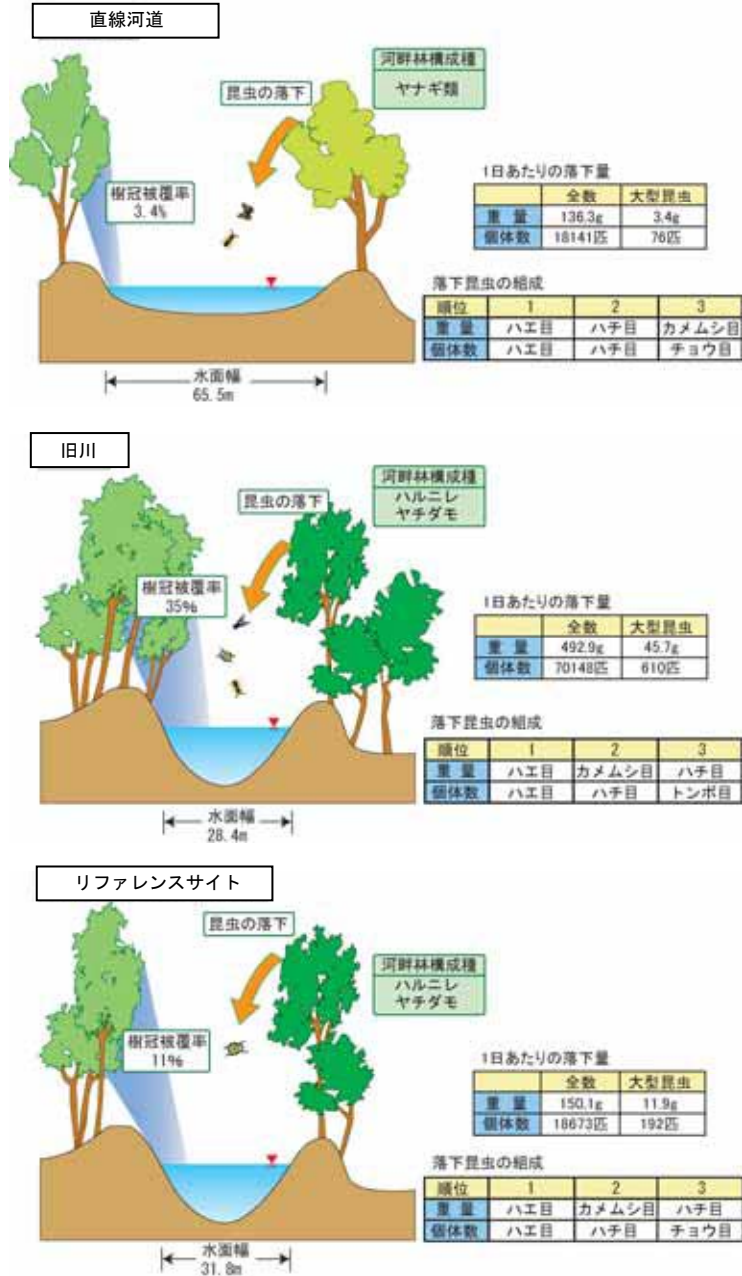 直線河道
河畔林構成種
ヤナギ類
昆虫の落下
樹冠被覆率
3.4%
1日あたりの落下量
全数 大型昆虫
重量 136.3g 3.4g
個体数 18141匹 76匹
落下昆虫の組成
順位 1 2 3
重量 ハエ目 ハチ目 カメムシ目
個体数 ハエ目 ハチ目 チョウ目
水面幅
65.5m
旧川
河畔林構成種
ハルニレ
ヤチダモ
昆虫の落下
樹冠被覆率
35%
1日あたりの落下量
全数 大型昆虫
重量 492.9g 45.7g
個体数 70148匹 610匹
落下昆虫の組成
順位 1 2 3
重量 ハエ目 カメムシ目 ハチ目
個体数 ハエ目 ハチ目 トンボ目
水面幅
28.4m
リファレンスサイト
昆虫の落下
河畔林構成種
ハルニレ
ヤチダモ
樹冠被覆率
11%
1日あたりの落下量
全数 大型昆虫
重量 150.1g 11.9g
個体数 18673匹 192匹
落下昆虫の組成
順位 1 2 3
重量 ハエ目 カメムシ目 ハチ目
個体数 ハエ目 ハチ目 チョウ目
水面幅
31.8m